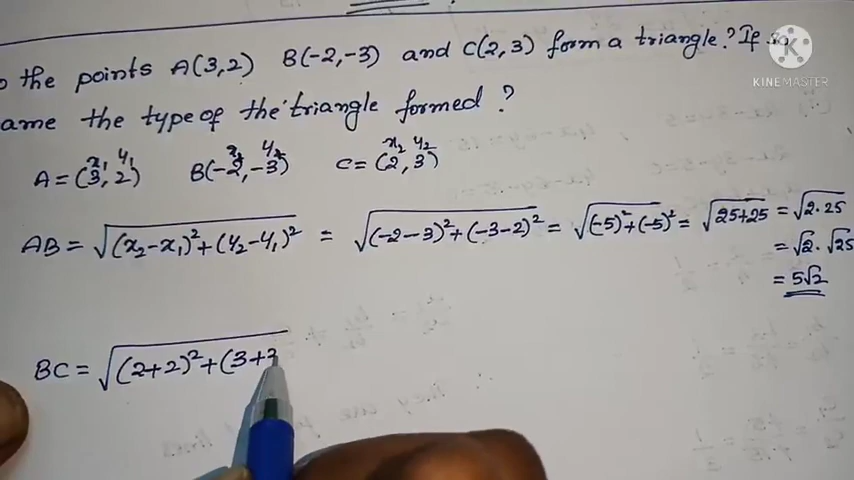 the points A(3,2) B(-2,-3) and C(2,3) form a triangle? If so
ame the type of the triangle formed?
A = (3, 2) B(-2, -3) C = (2, 3)
x₁ y₁ x₂ y₂
AB = √((x₂-x₁)²+(y₂-y₁)²) = √((-2-3)²+(-3-2)²) = √((-5)²+(-5)²) = √(25+25) = √(2·25)
= √2 · √25
= 5√2
BC = √((2+2)²+(3+3
K
KINEMASTER